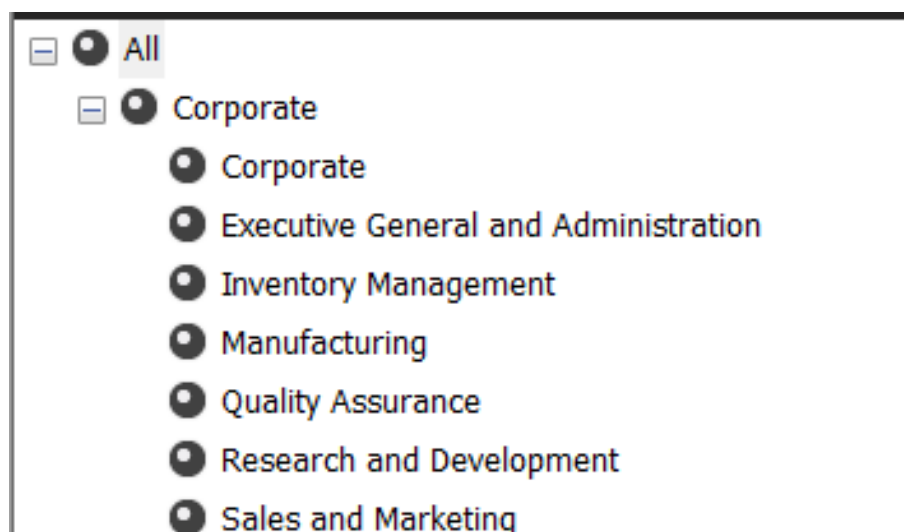 All
Corporate
Corporate
Executive General and Administration
Inventory Management
Manufacturing
Quality Assurance
Research and Development
Sales and Marketing